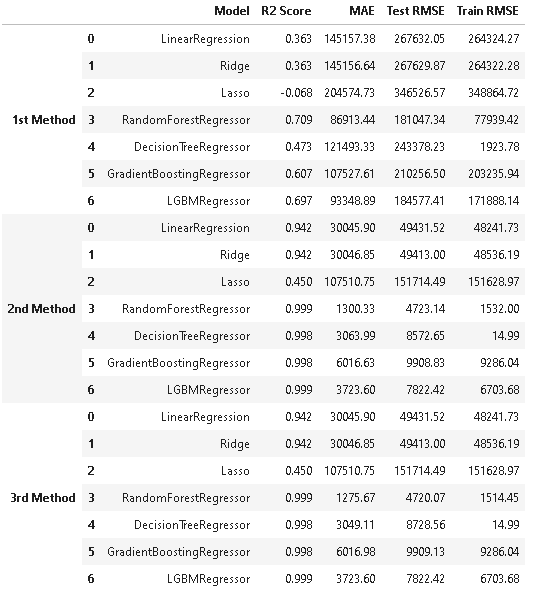 Model R2 Score MAE Test RMSE Train RMSE
0 LinearRegression 0.363 145157.38 267632.05 264324.27
1 Ridge 0.363 145156.64 267629.87 264322.28
2 Lasso -0.068 204574.73 346526.57 348864.72
1st Method 3 RandomForestRegressor 0.709 86913.44 181047.34 77939.42
4 DecisionTreeRegressor 0.473 121493.33 243378.23 1923.78
5 GradientBoostingRegressor 0.607 107527.61 210256.50 203235.94
6 LGBMRegressor 0.697 93348.89 184577.41 171888.14
0 LinearRegression 0.942 30045.90 49431.52 48241.73
1 Ridge 0.942 30046.85 49413.00 48536.19
2 Lasso 0.450 107510.75 151714.49 151628.97
2nd Method 3 RandomForestRegressor 0.999 1300.33 4723.14 1532.00
4 DecisionTreeRegressor 0.998 3063.99 8572.65 14.99
5 GradientBoostingRegressor 0.998 6016.63 9908.83 9286.04
6 LGBMRegressor 0.999 3723.60 7822.42 6703.68
0 LinearRegression 0.942 30045.90 49431.52 48241.73
1 Ridge 0.942 30046.85 49413.00 48536.19
2 Lasso 0.450 107510.75 151714.49 151628.97
3rd Method 3 RandomForestRegressor 0.999 1275.67 4720.07 1514.45
4 DecisionTreeRegressor 0.998 3049.11 8728.56 14.99
5 GradientBoostingRegressor 0.998 6016.98 9909.13 9286.04
6 LGBMRegressor 0.999 3723.60 7822.42 6703.68